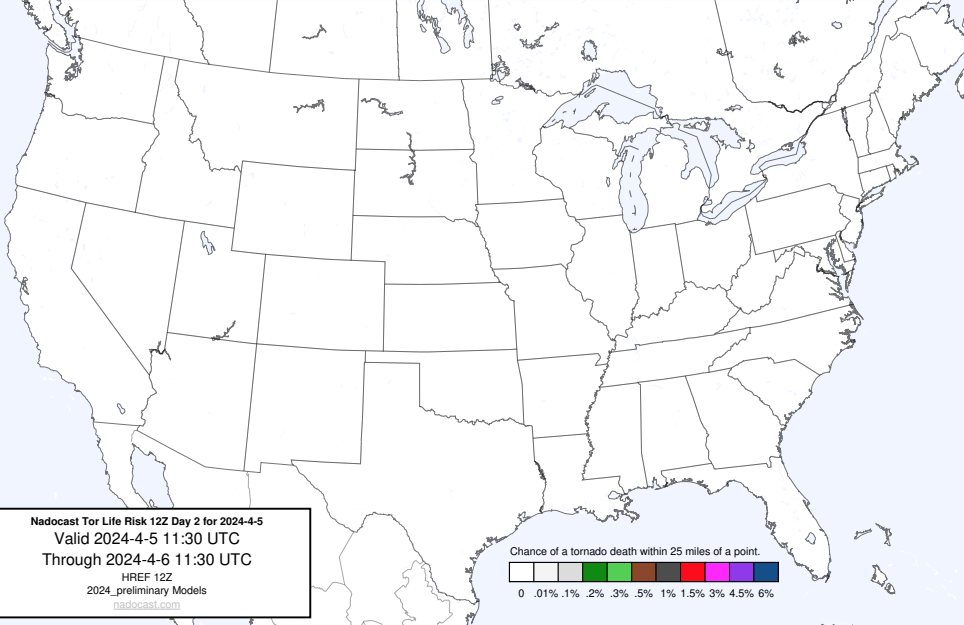 Nadocast Tor Life Risk 12Z Day 2 for 2024-4-5
Valid 2024-4-5 11:30 UTC
Through 2024-4-6 11:30 UTC
HREF 12Z
2024_preliminary Models
nadocast.com
Chance of a tornado death within 25 miles of a point.
0 .01% .1% .2% .3% .5% 1% 1.5% 3% 4.5% 6%